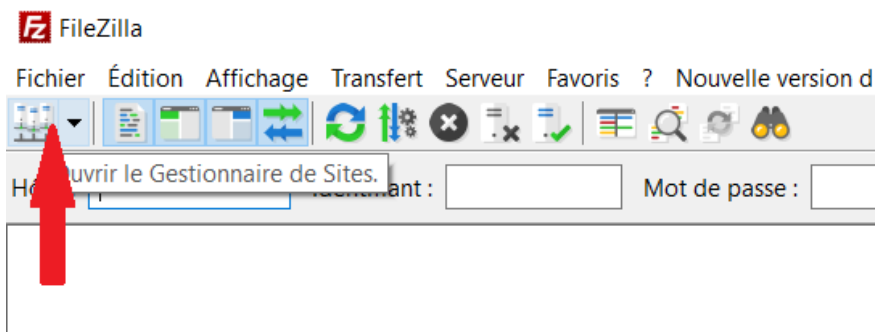 FileZilla
Fichier Édition Affichage Transfert Serveur Favoris ? Nouvelle version d
uvrir le Gestionnaire de Sites.
Mot de passe :